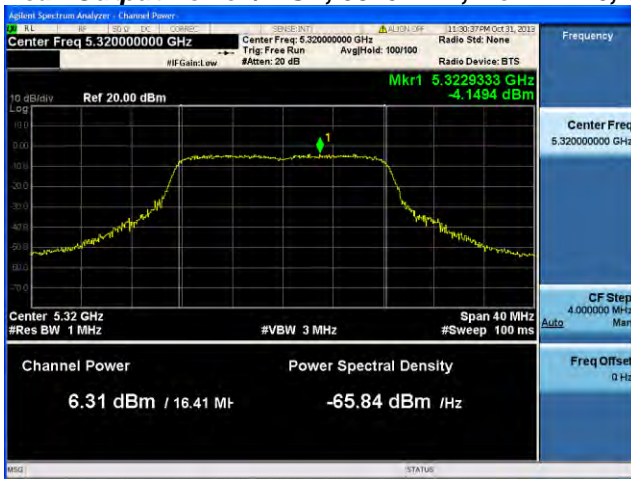 Agilent Spectrum Analyzer - Channel Power
RL RF 50 Ω DC CORREC SENSE:INT ALIGN OFF 11:30:37 PM Oct 31, 2013
Center Freq 5.320000000 GHz
Center Freq: 5.320000000 GHz
Radio Std: None
Trig: Free Run Avg|Hold: 100/100
#IFGain:Low #Atten: 20 dB Radio Device: BTS
Frequency
Mkr1 5.3229333 GHz
-4.1494 dBm
10 dB/div Ref 20.00 dBm
Log
10.0
0.00
-10.0
-20.0
-30.0
-40.0
-50.0
-60.0
-70.0
1
Center Freq
5.320000000 GHz
Center 5.32 GHz Span 40 MHz
#Res BW 1 MHz #VBW 3 MHz #Sweep 100 ms
CF Step
4.000000 MHz
Auto Man
Channel Power Power Spectral Density
6.31 dBm / 16.41 MH
-65.84 dBm /Hz
Freq Offset
0 Hz
MSG STATUS